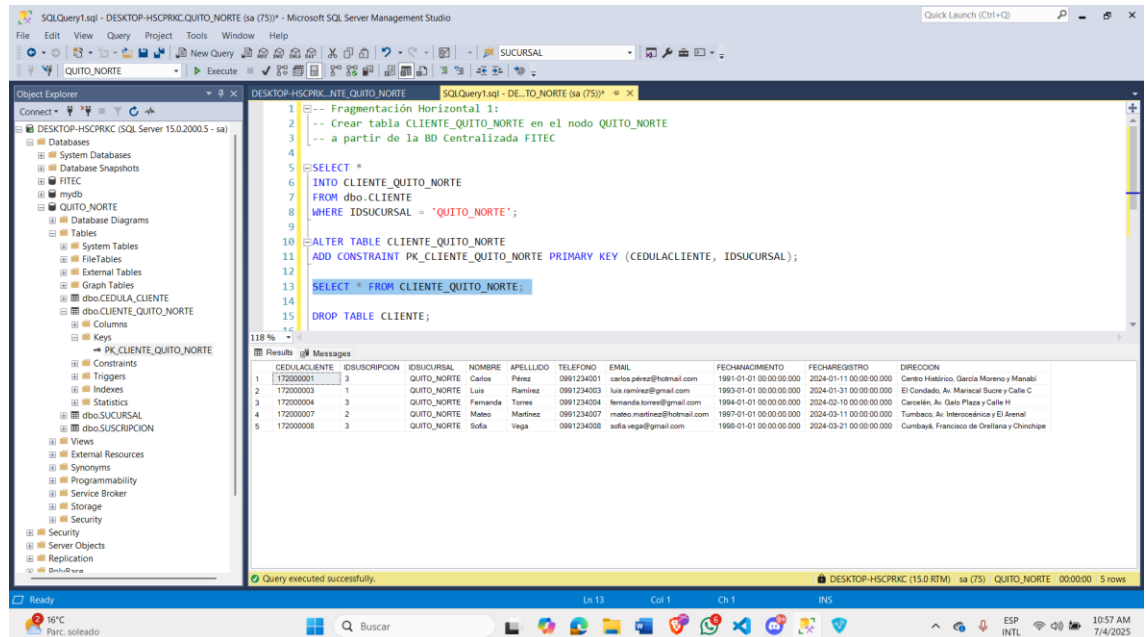 SQLQuery1.sql - DESKTOP-HSCPRKC.QUITO_NORTE (sa (75))* - Microsoft SQL Server Management Studio
Quick Launch (Ctrl+Q)
File Edit View Query Project Tools Window Help
New Query
SUCURSAL
QUITO_NORTE
Execute
Object Explorer
Connect
DESKTOP-HSCPRKC (SQL Server 15.0.2000.5 - sa)
Databases
System Databases
Database Snapshots
FITEC
mydb
QUITO_NORTE
Database Diagrams
Tables
System Tables
FileTables
External Tables
Graph Tables
dbo.CEDULA_CLIENTE
dbo.CLIENTE_QUITO_NORTE
Columns
Keys
PK_CLIENTE_QUITO_NORTE
Constraints
Triggers
Indexes
Statistics
dbo.SUCURSAL
dbo.SUSCRIPCION
Views
External Resources
Synonyms
Programmability
Service Broker
Storage
Security
Security
Server Objects
Replication
PolyBase
DESKTOP-HSCPRK...NTE_QUITO_NORTE
SQLQuery1.sql - DE...TO_NORTE (sa (75))*
1 -- Fragmentación Horizontal 1:
2 -- Crear tabla CLIENTE_QUITO_NORTE en el nodo QUITO_NORTE
3 -- a partir de la BD Centralizada FITEC
4
5 SELECT *
6 INTO CLIENTE_QUITO_NORTE
7 FROM dbo.CLIENTE
8 WHERE IDSUCURSAL = 'QUITO_NORTE';
9
10 ALTER TABLE CLIENTE_QUITO_NORTE
11 ADD CONSTRAINT PK_CLIENTE_QUITO_NORTE PRIMARY KEY (CEDULACLIENTE, IDSUCURSAL);
12
13 SELECT * FROM CLIENTE_QUITO_NORTE;
14
15 DROP TABLE CLIENTE;
16
118 %
Results Messages
CEDULACLIENTE IDSUSCRIPCION IDSUCURSAL NOMBRE APELLLIDO TELEFONO EMAIL FECHANACIMIENTO FECHAREGISTRO DIRECCION
1 172000001 3 QUITO_NORTE Carlos Pérez 0991234001 carlos.pérez@hotmail.com 1991-01-01 00:00:00.000 2024-01-11 00:00:00.000 Centro Histórico, García Moreno y Manabí
2 172000003 1 QUITO_NORTE Luis Ramírez 0991234003 luis.ramírez@gmail.com 1993-01-01 00:00:00.000 2024-01-31 00:00:00.000 El Condado, Av. Mariscal Sucre y Calle C
3 172000004 3 QUITO_NORTE Fernanda Torres 0991234004 fernanda.torres@gmail.com 1994-01-01 00:00:00.000 2024-02-10 00:00:00.000 Carcelén, Av. Galo Plaza y Calle H
4 172000007 2 QUITO_NORTE Mateo Martínez 0991234007 mateo.martínez@hotmail.com 1997-01-01 00:00:00.000 2024-03-11 00:00:00.000 Tumbaco, Av. Interoceánica y El Arenal
5 172000008 3 QUITO_NORTE Sofía Vega 0991234008 sofía.vega@gmail.com 1998-01-01 00:00:00.000 2024-03-21 00:00:00.000 Cumbayá, Francisco de Orellana y Chinchipe
Query executed successfully.
DESKTOP-HSCPRKC (15.0 RTM) sa (75) QUITO_NORTE 00:00:00 5 rows
Ready
Ln 13 Col 1 Ch 1 INS
16°C
Parc. soleado
Buscar
ESP
INTL
10:57 AM
7/4/2025